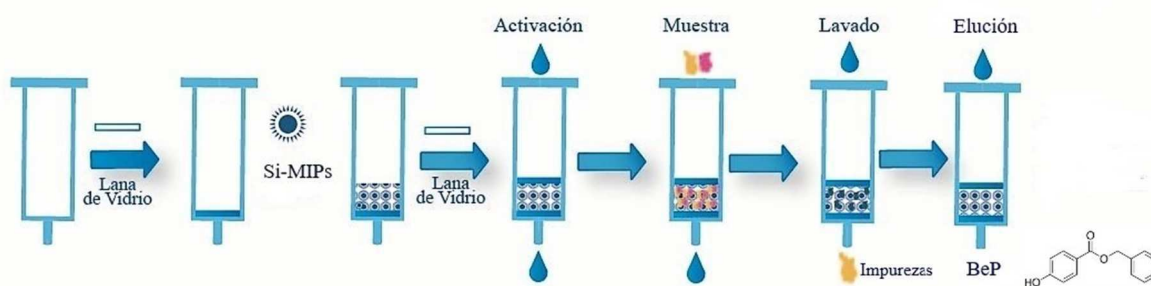 Activación
Muestra
Lavado
Elución
Lana
de Vidrio
Si-MIPs
Lana
de Vidrio
Impurezas
BeP
O
O
HO